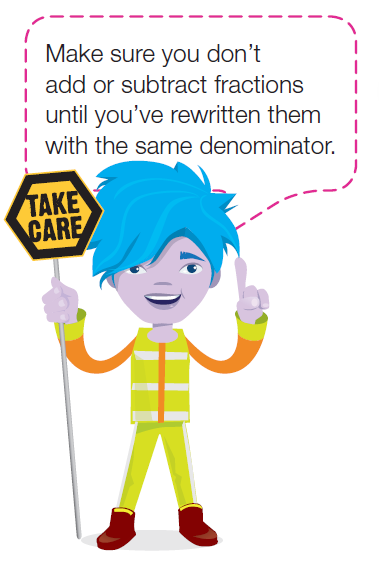 Make sure you don't
add or subtract fractions
until you've rewritten them
with the same denominator.
TAKE
CARE